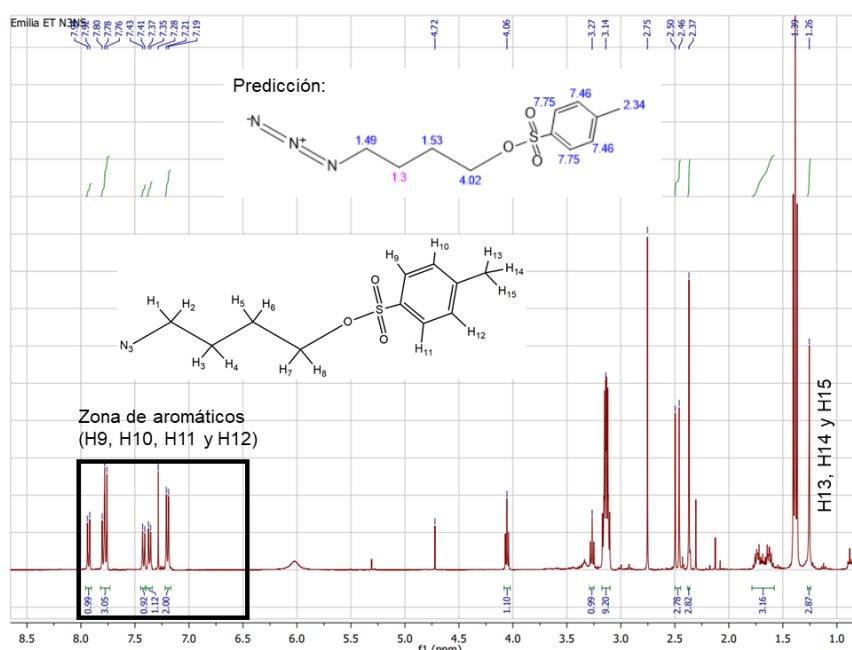 Emilia ET N3NS
7.80
7.78
7.76
7.43
7.41
7.37
7.35
7.28
7.21
7.19
4.72
4.06
3.27
3.14
2.75
2.50
2.46
2.37
1.39
1.26
Predicción:
7.75 7.46
2.34
O
S
O
O
7.46
7.75
N⁻
N⁺
N
1.49
1.53
1.3
4.02
H9 H10
H13
H14
H15
H12
H11
O
S
O
O
H1 H2
H5 H6
N3
H3 H4
H7 H8
Zona de aromáticos
(H9, H10, H11 y H12)
H13, H14 y H15
0.99
3.05
0.92
1.12
2.00
1.10
0.99
9.20
2.78
2.82
3.16
2.87
8.5 8.0 7.5 7.0 6.5 6.0 5.5 5.0 4.5 4.0 3.5 3.0 2.5 2.0 1.5 1.0
f1 (ppm)